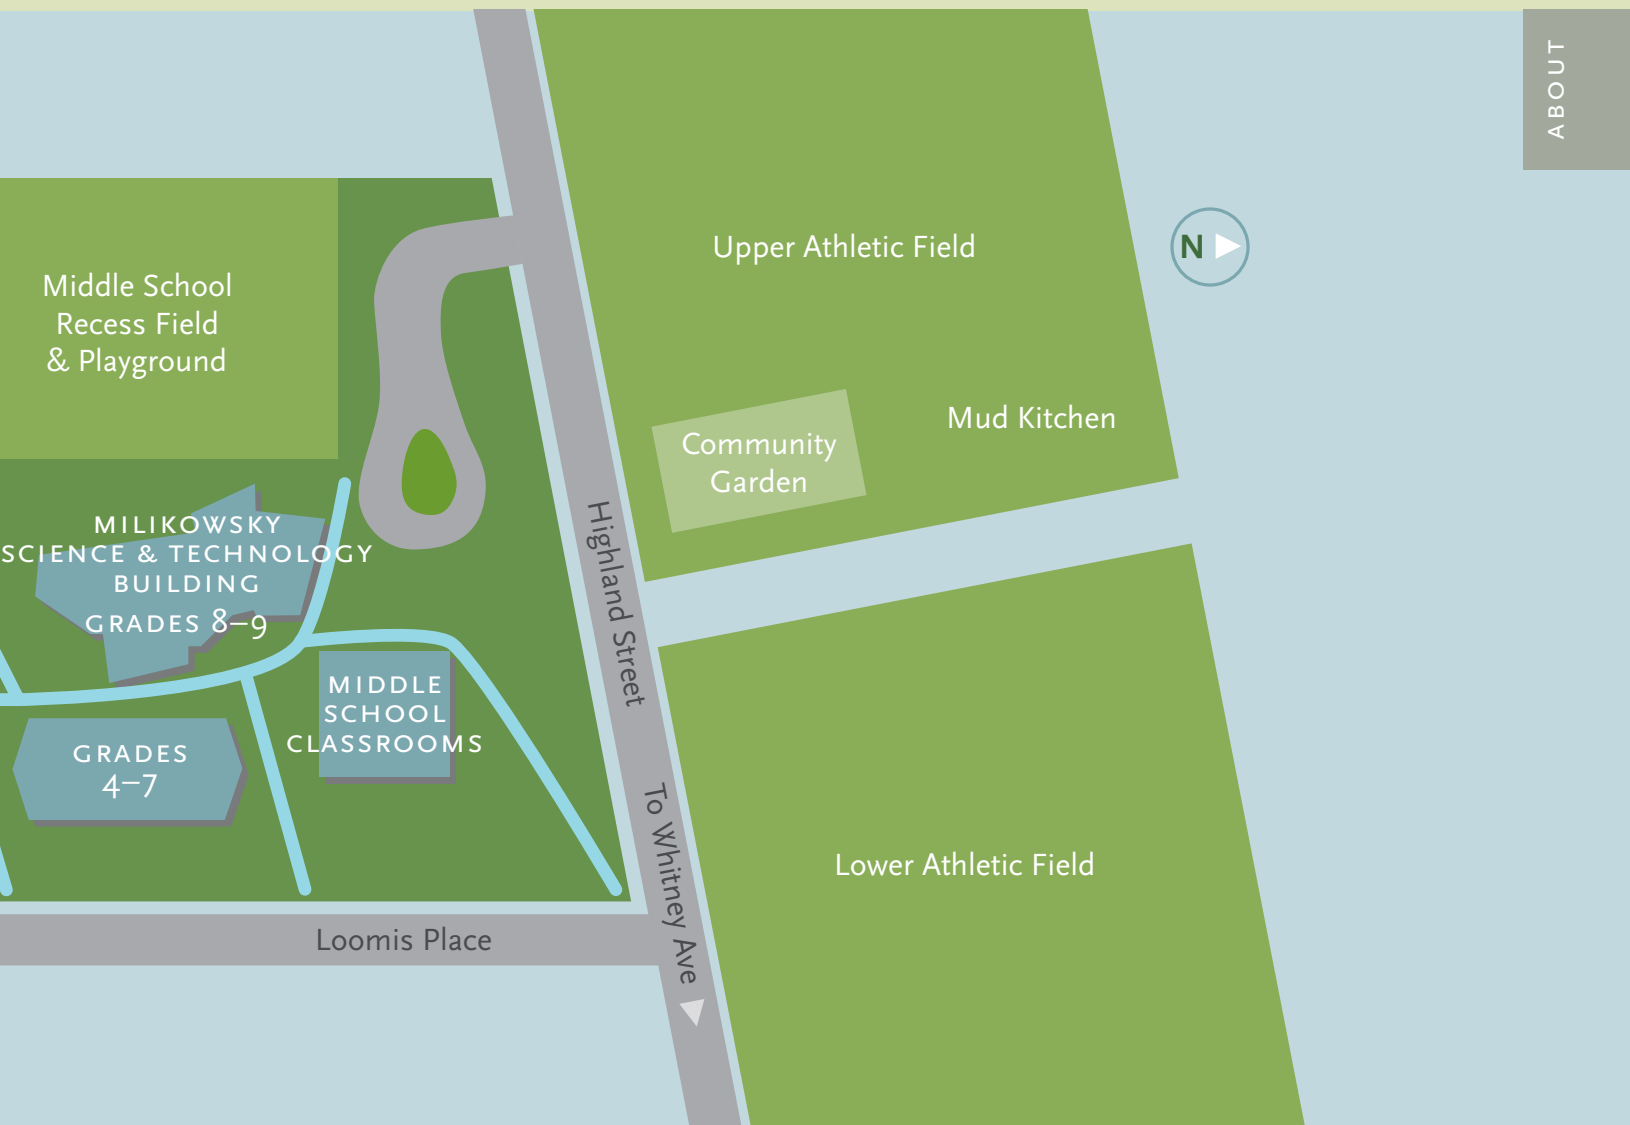 ABOUT
Upper Athletic Field
N
Middle School
Recess Field
& Playground
Mud Kitchen
Community
Garden
MILIKOWSKY
SCIENCE & TECHNOLOGY
BUILDING
GRADES 8–9
Highland Street
MIDDLE
SCHOOL
CLASSROOMS
GRADES
4–7
To Whitney Ave
Lower Athletic Field
Loomis Place